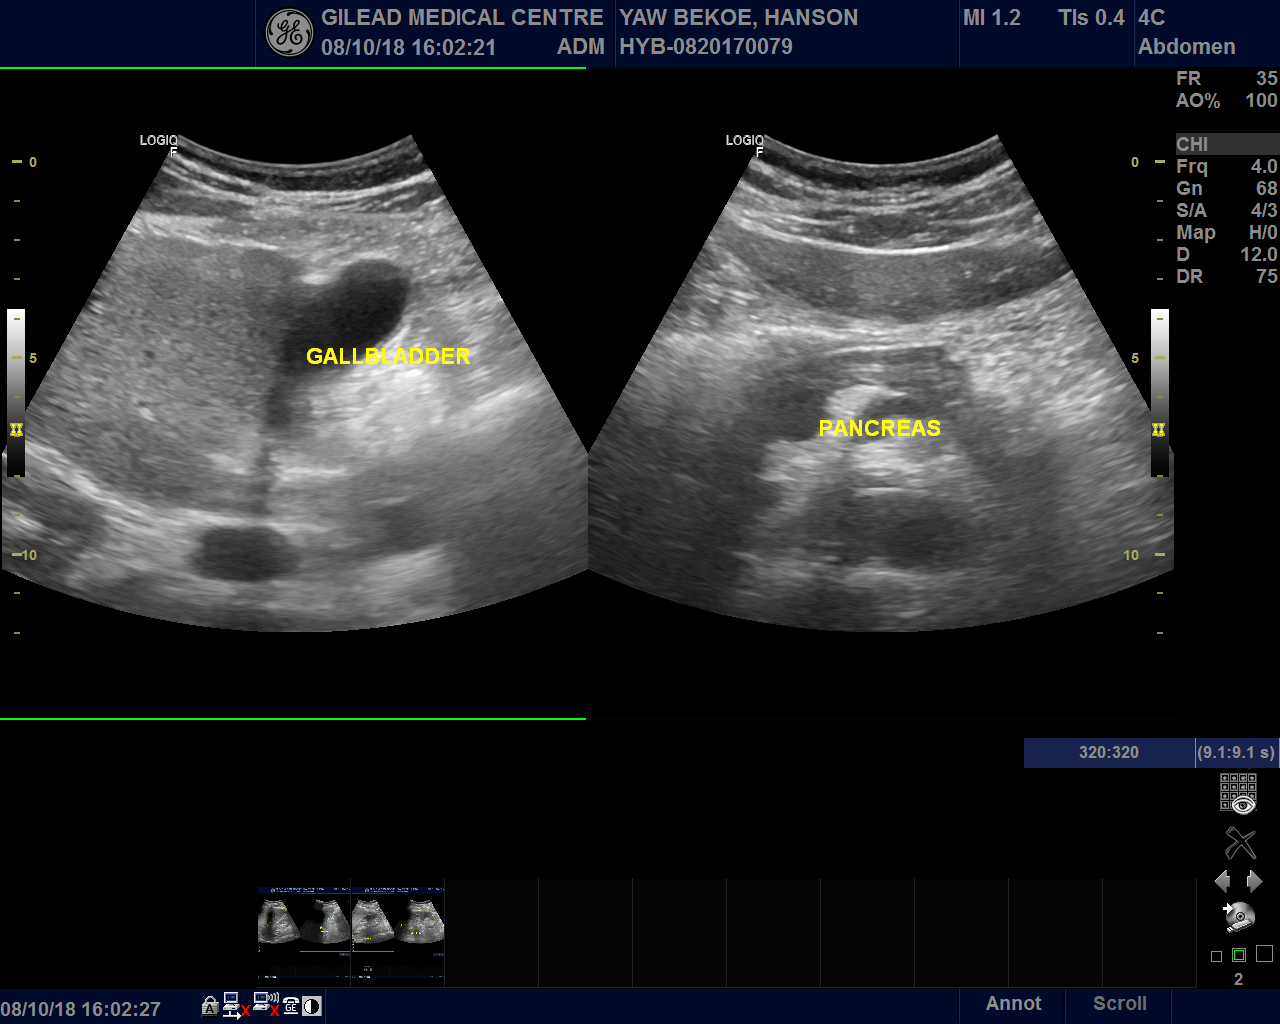 GILEAD MEDICAL CENTRE
08/10/18 16:02:21 ADM
YAW BEKOE, HANSON
HYB-0820170079
MI 1.2 TIs 0.4
4C
Abdomen
FR 35
AO% 100
CHI
Frq 4.0
Gn 68
S/A 4/3
Map H/0
D 12.0
DR 75
LOGIQ
F
LOGIQ
F
0
5
10
0
5
10
GALLBLADDER
PANCREAS
320:320 (9.1:9.1 s)
2
08/10/18 16:02:27
Annot Scroll